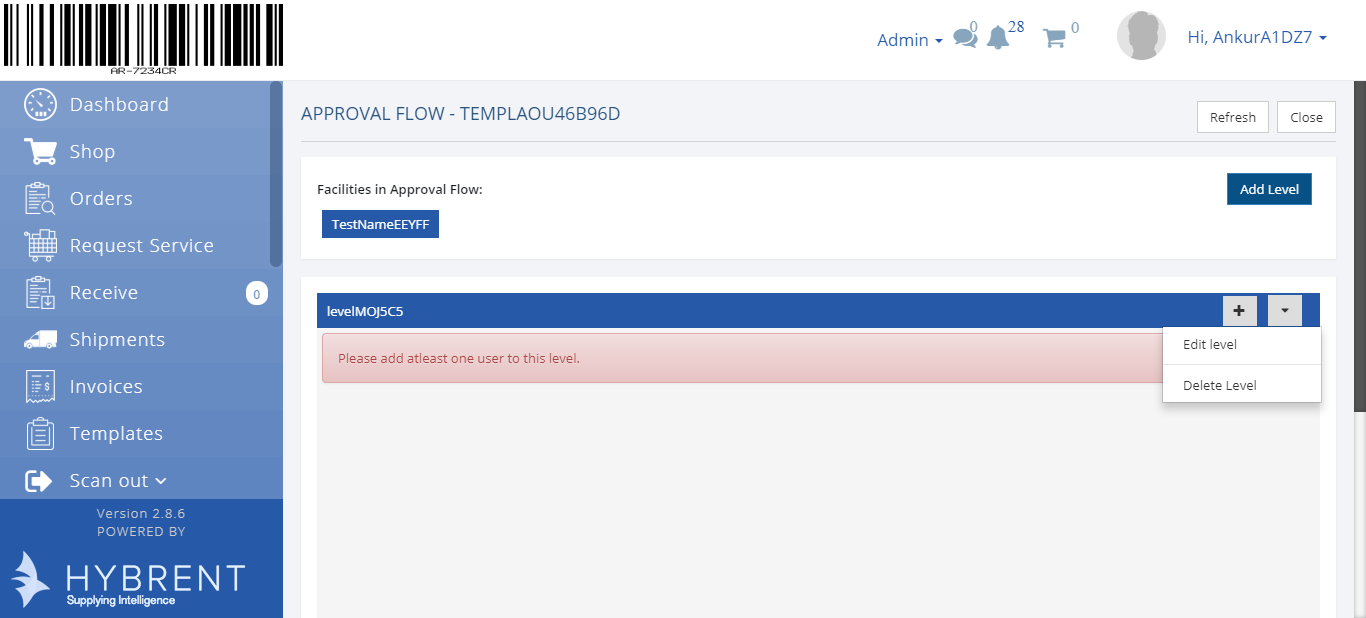 AR-7234CR
Admin
0
28
0
Hi, AnkurA1DZ7
Dashboard
Shop
Orders
Request Service
Receive
0
Shipments
Invoices
Templates
Scan out
Version 2.8.6
POWERED BY
HYBRENT
Supplying Intelligence
APPROVAL FLOW - TEMPLAOU46B96D
Refresh
Close
Facilities in Approval Flow:
Add Level
TestNameEEYFF
levelMOJ5C5
Please add atleast one user to this level.
Edit level
Delete Level